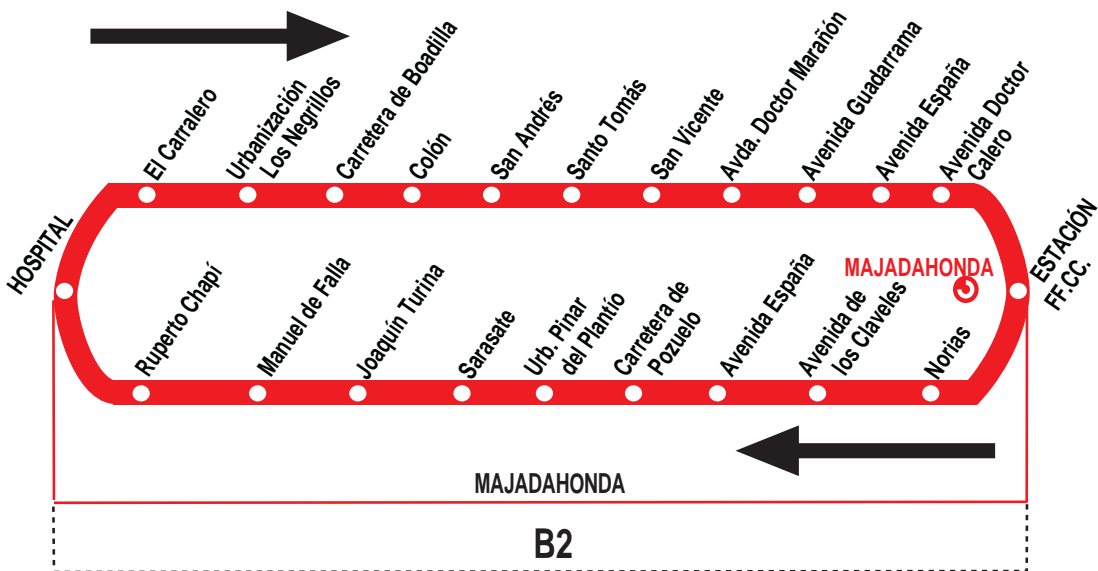 El Carralero
Urbanización
Los Negrillos
Carretera de Boadilla
Colón
San Andrés
Santo Tomás
San Vicente
Avda. Doctor Marañón
Avenida Guadarrama
Avenida España
Avenida Doctor
Calero
HOSPITAL
MAJADAHONDA
ESTACIÓN
FF.CC.
Ruperto Chapí
Manuel de Falla
Joaquín Turina
Sarasate
Urb. Pinar
del Plantío
Carretera de
Pozuelo
Avenida España
Avenida de
los Claveles
Norias
MAJADAHONDA
B2